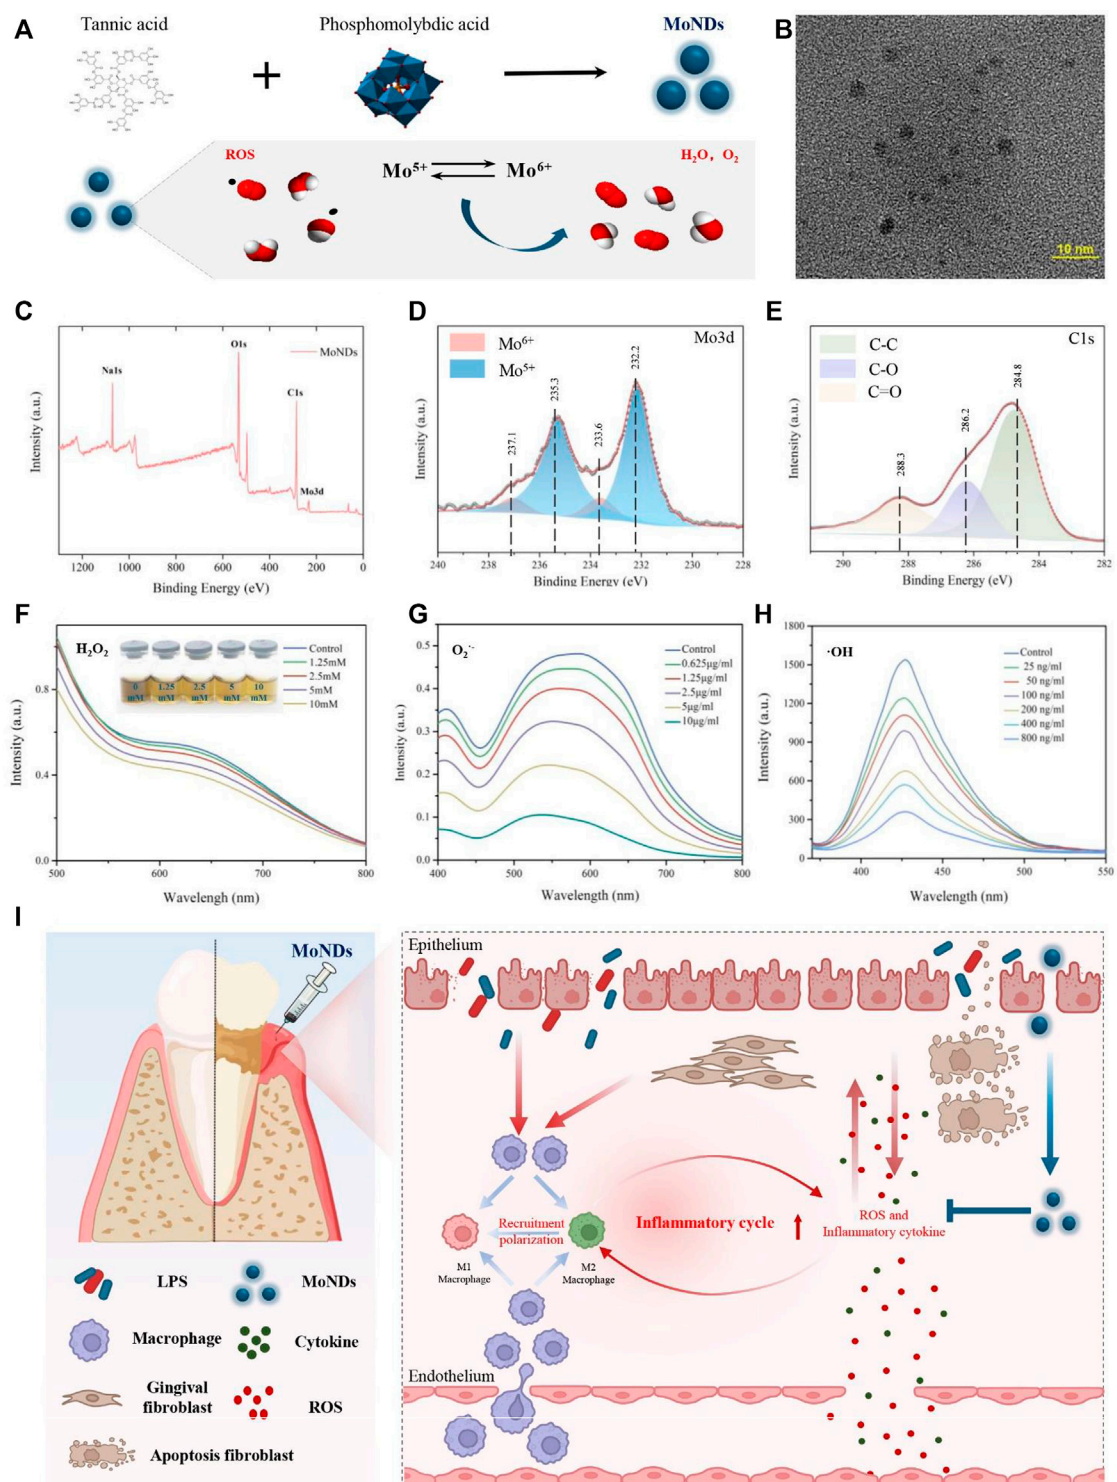 A
Tannic acid
Phosphomolybdic acid
MoNDs
+
ROS
Mo5+
Mo6+
H2O, O2
B
10 nm
C
MoNDs
Na1s
O1s
C1s
Mo3d
Intensity (a.u.)
1200 1000 800 600 400 200 0
Binding Energy (eV)
D
Mo6+
Mo5+
Mo3d
237.1
235.3
233.6
232.2
Intensity (a.u.)
240 238 236 234 232 230 228
Binding Energy (eV)
E
C-C
C-O
C=O
C1s
288.3
286.2
284.8
Intensity (a.u.)
290 288 286 284 282
Binding Energy (eV)
F
H2O2
0 mM
1.25 mM
2.5 mM
5 mM
10 mM
Control
1.25mM
2.5mM
5mM
10mM
Intensity (a.u.)
0.8
0.4
0.0
500 600 700 800
Wavelength (nm)
G
O2·-
Control
0.625μg/ml
1.25μg/ml
2.5μg/ml
5μg/ml
10μg/ml
Intensity (a.u.)
0.5
0.4
0.3
0.2
0.1
0.0
400 500 600 700 800
Wavelength (nm)
H
·OH
Control
25 ng/ml
50 ng/ml
100 ng/ml
200 ng/ml
400 ng/ml
800 ng/ml
Intensity (a.u.)
1800
1500
1200
900
600
300
0
400 450 500 550
Wavelength (nm)
I
MoNDs
LPS
MoNDs
Macrophage
Cytokine
Gingival
fibroblast
ROS
Apoptosis fibroblast
Epithelium
Recruitment
polarization
M1
Macrophage
M2
Macrophage
Inflammatory cycle
ROS and
Inflammatory cytokine
Endothelium